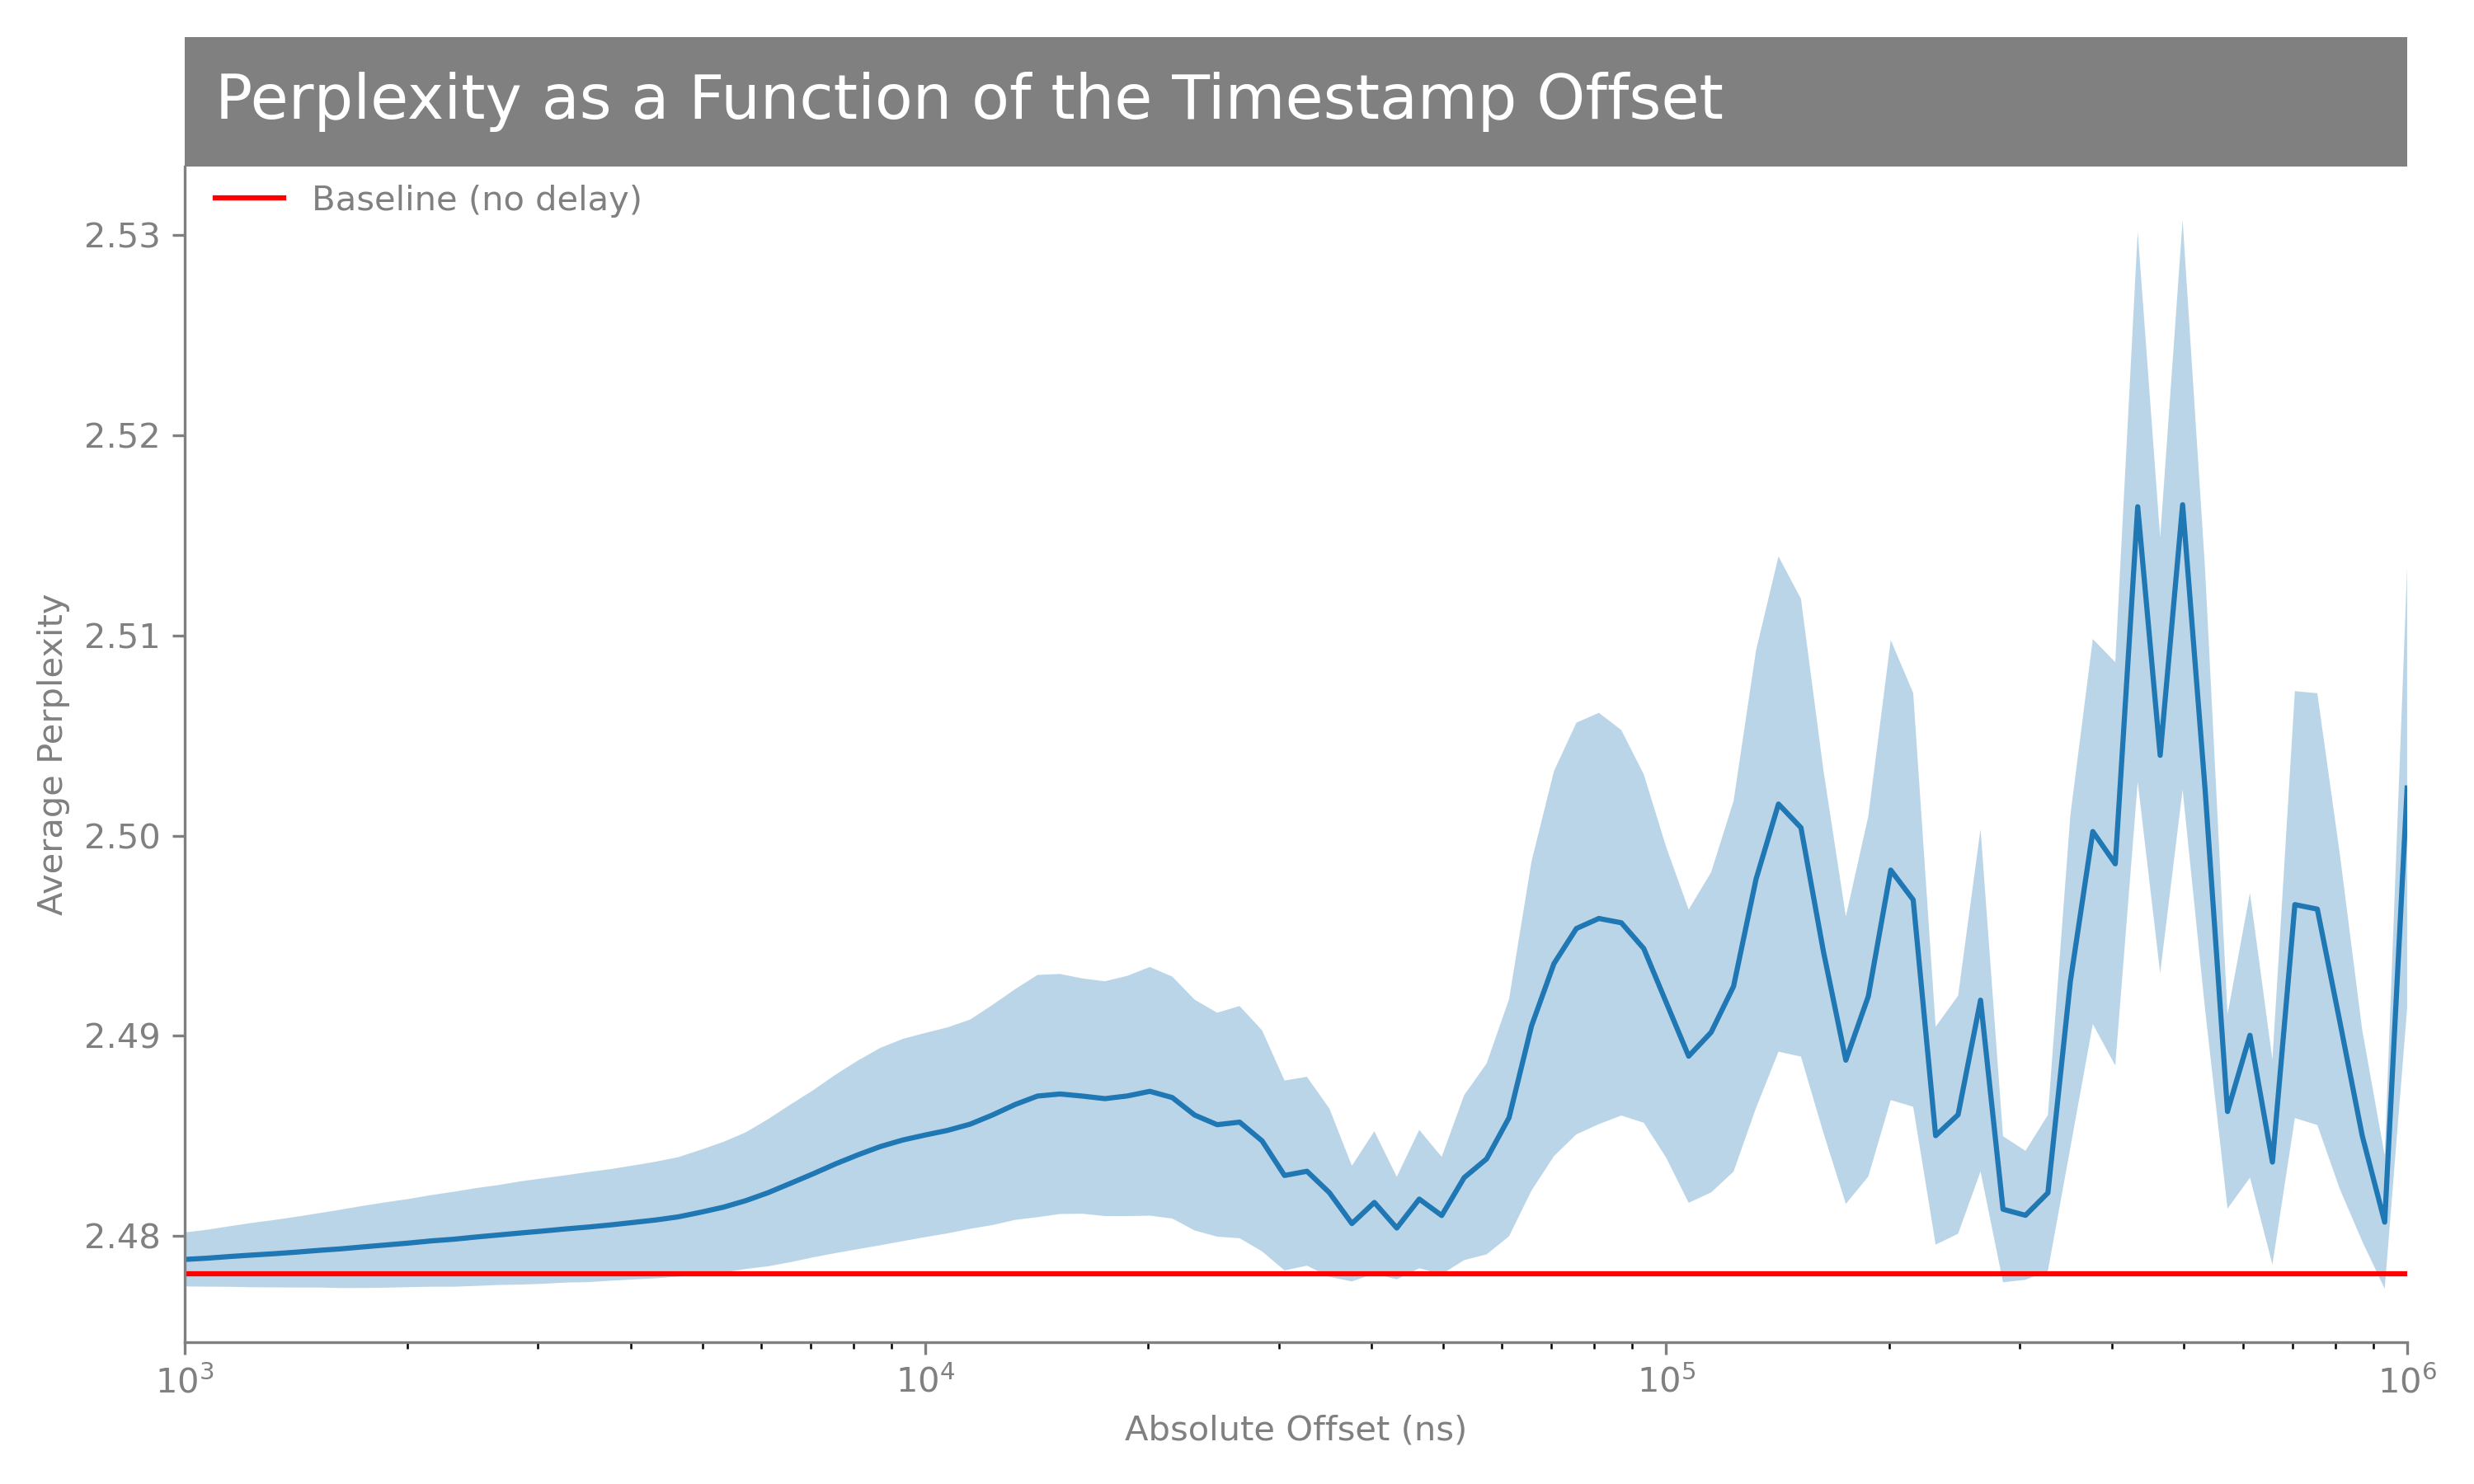 Perplexity as a Function of the Timestamp Offset
Baseline (no delay)
2.53
2.52
2.51
2.50
2.49
2.48
Average Perplexity
10³
10⁴
10⁵
10⁶
Absolute Offset (ns)